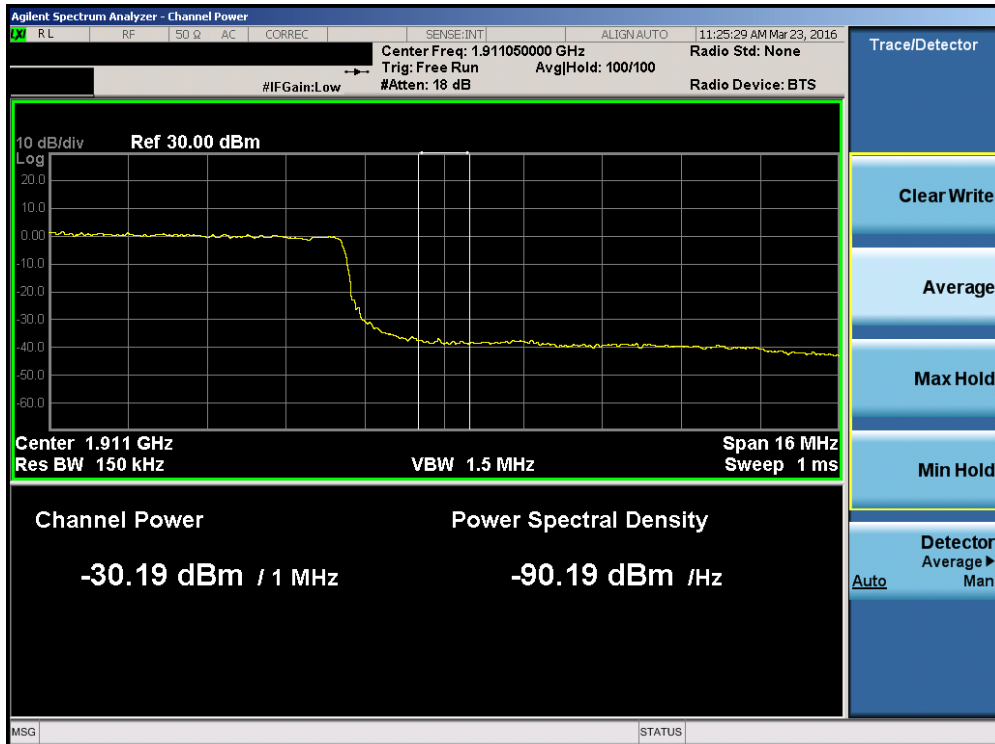 Agilent Spectrum Analyzer - Channel Power
LXI RL RF 50 Ω AC CORREC SENSE:INT ALIGN AUTO 11:25:29 AM Mar 23, 2016
Center Freq: 1.911050000 GHz Radio Std: None
Trig: Free Run Avg|Hold: 100/100
#IFGain:Low #Atten: 18 dB Radio Device: BTS
10 dB/div Ref 30.00 dBm
Log
20.0
10.0
0.00
-10.0
-20.0
-30.0
-40.0
-50.0
-60.0
Center 1.911 GHz Span 16 MHz
Res BW 150 kHz VBW 1.5 MHz Sweep 1 ms
Channel Power Power Spectral Density
-30.19 dBm / 1 MHz -90.19 dBm /Hz
MSG STATUS
Trace/Detector
Clear Write
Average
Max Hold
Min Hold
Detector
Average▶
Auto Man